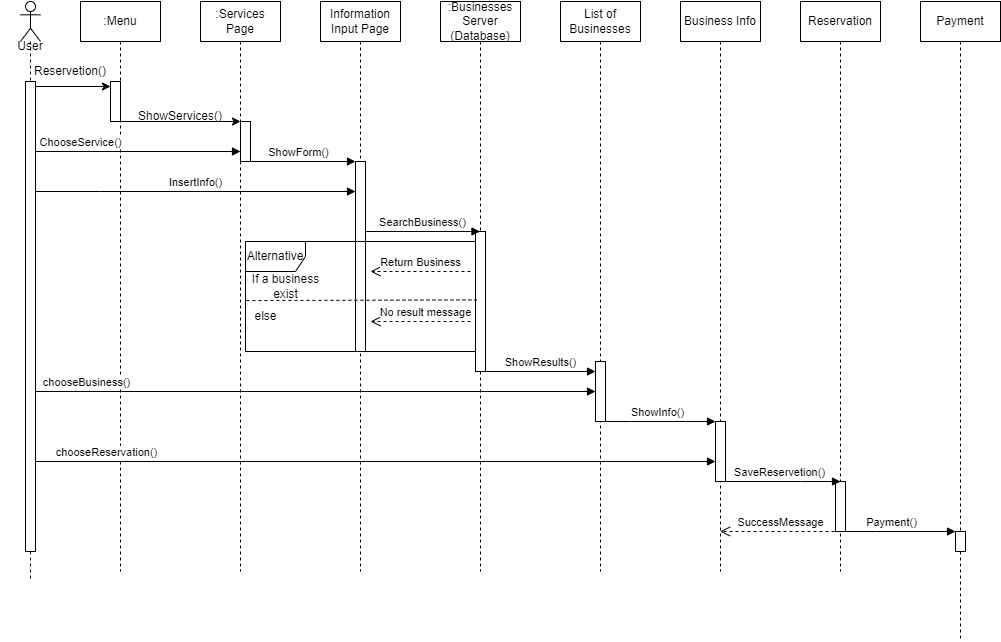 User
:Menu
:Services
Page
Information
Input Page
:Businesses
Server
(Database)
List of
Businesses
Business Info
Reservation
Payment
Reservetion()
ShowServices()
ChooseService()
ShowForm()
InsertInfo()
SearchBusiness()
Alternative
Return Business
If a business
exist
No result message
else
ShowResults()
chooseBusiness()
ShowInfo()
chooseReservation()
SaveReservetion()
SuccessMessage
Payment()